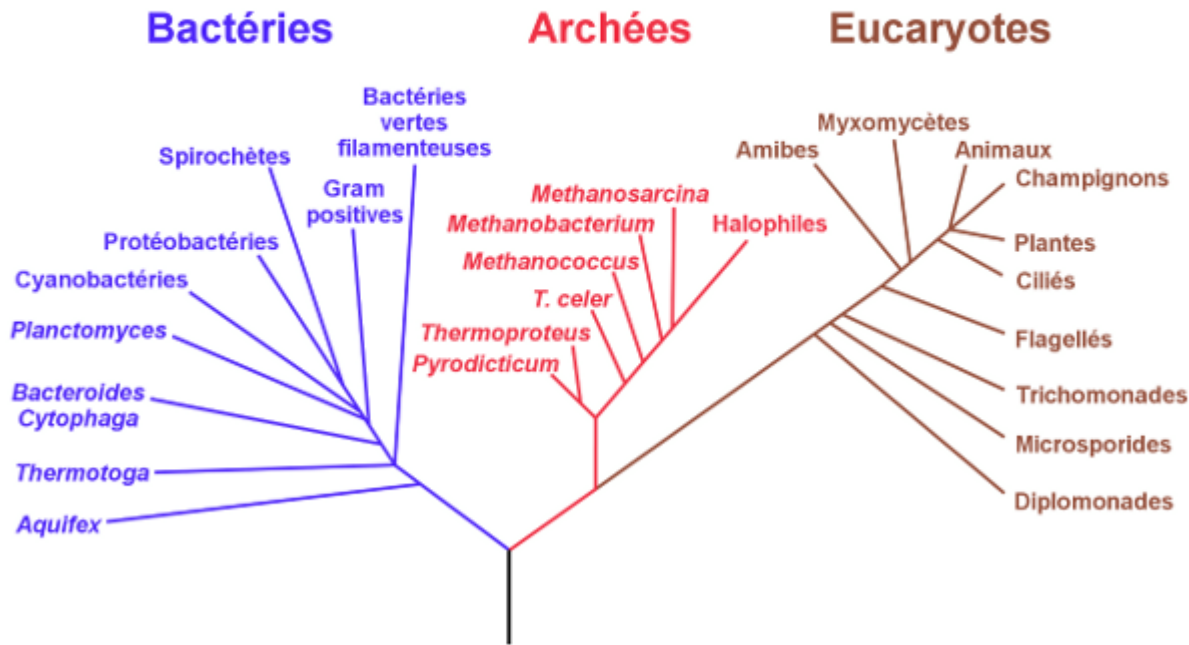 Bactéries
Archées
Eucaryotes
Bactéries
vertes
filamenteuses
Spirochètes
Gram
positives
Protéobactéries
Cyanobactéries
Planctomyces
Bacteroides
Cytophaga
Thermotoga
Aquifex
Methanosarcina
Methanobacterium
Halophiles
Methanococcus
T. celer
Thermoproteus
Pyrodicticum
Myxomycètes
Amibes
Animaux
Champignons
Plantes
Ciliés
Flagellés
Trichomonades
Microsporides
Diplomonades